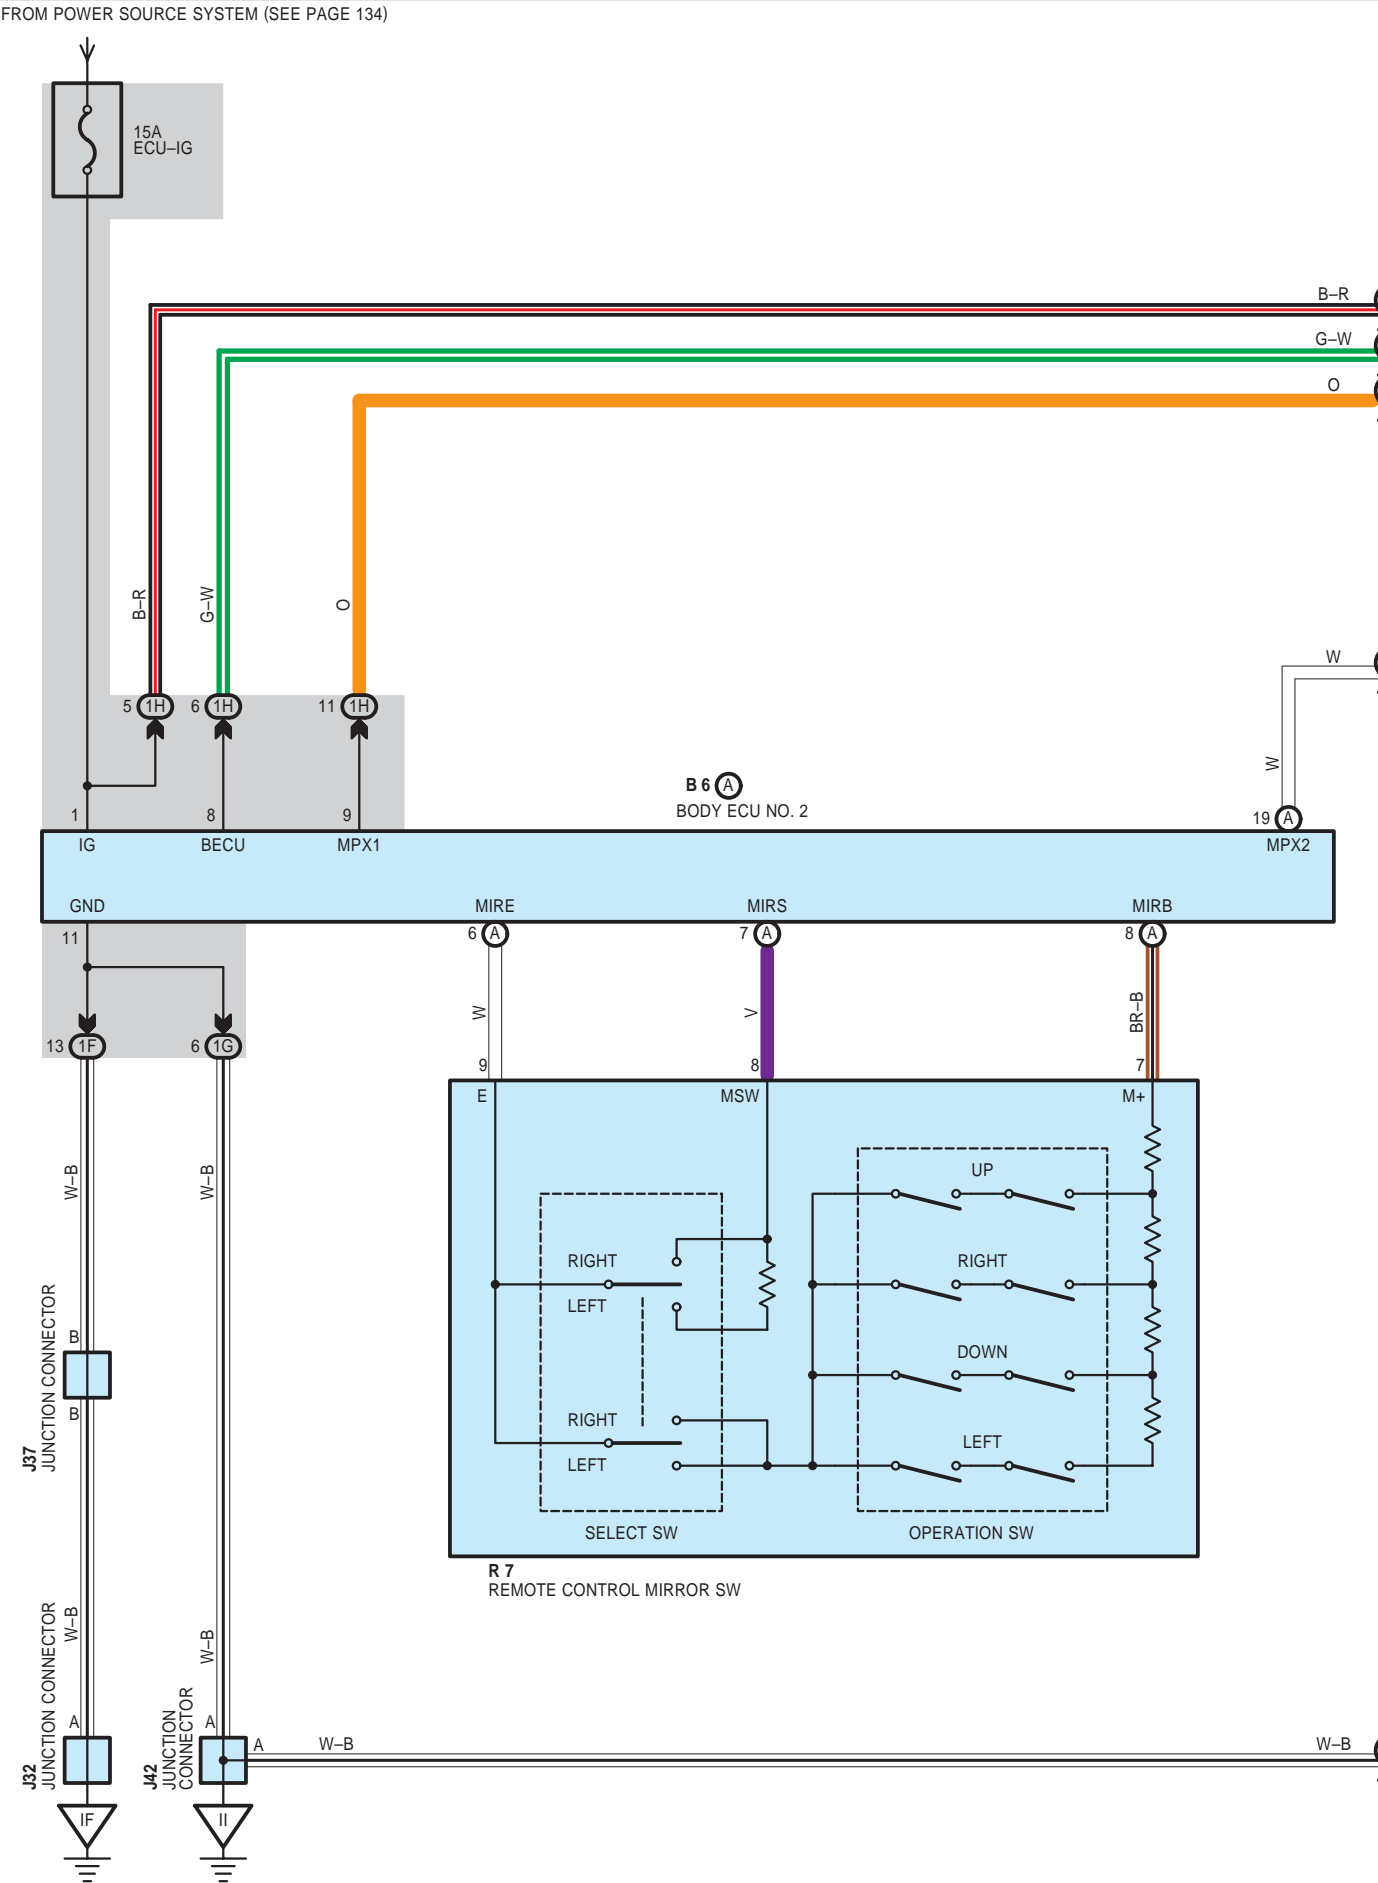 FROM POWER SOURCE SYSTEM (SEE PAGE 134)
15A
ECU–IG
B–R
G–W
O
B–R
G–W
O
W
W
5 1H
6 1H
11 1H
B 6 A
BODY ECU NO. 2
1
8
9
19 A
IG
BECU
MPX1
MPX2
GND
MIRE
MIRS
MIRB
11
6 A
7 A
8 A
W
V
BR–B
13 1F
6 1G
9
8
7
E
MSW
M+
W–B
W–B
UP
RIGHT
LEFT
RIGHT
DOWN
LEFT
RIGHT
LEFT
SELECT SW
OPERATION SW
R 7
REMOTE CONTROL MIRROR SW
B
B
J37
JUNCTION CONNECTOR
W–B
W–B
A
A
A
W–B
W–B
J32
JUNCTION CONNECTOR
J42
JUNCTION
CONNECTOR
IF
II